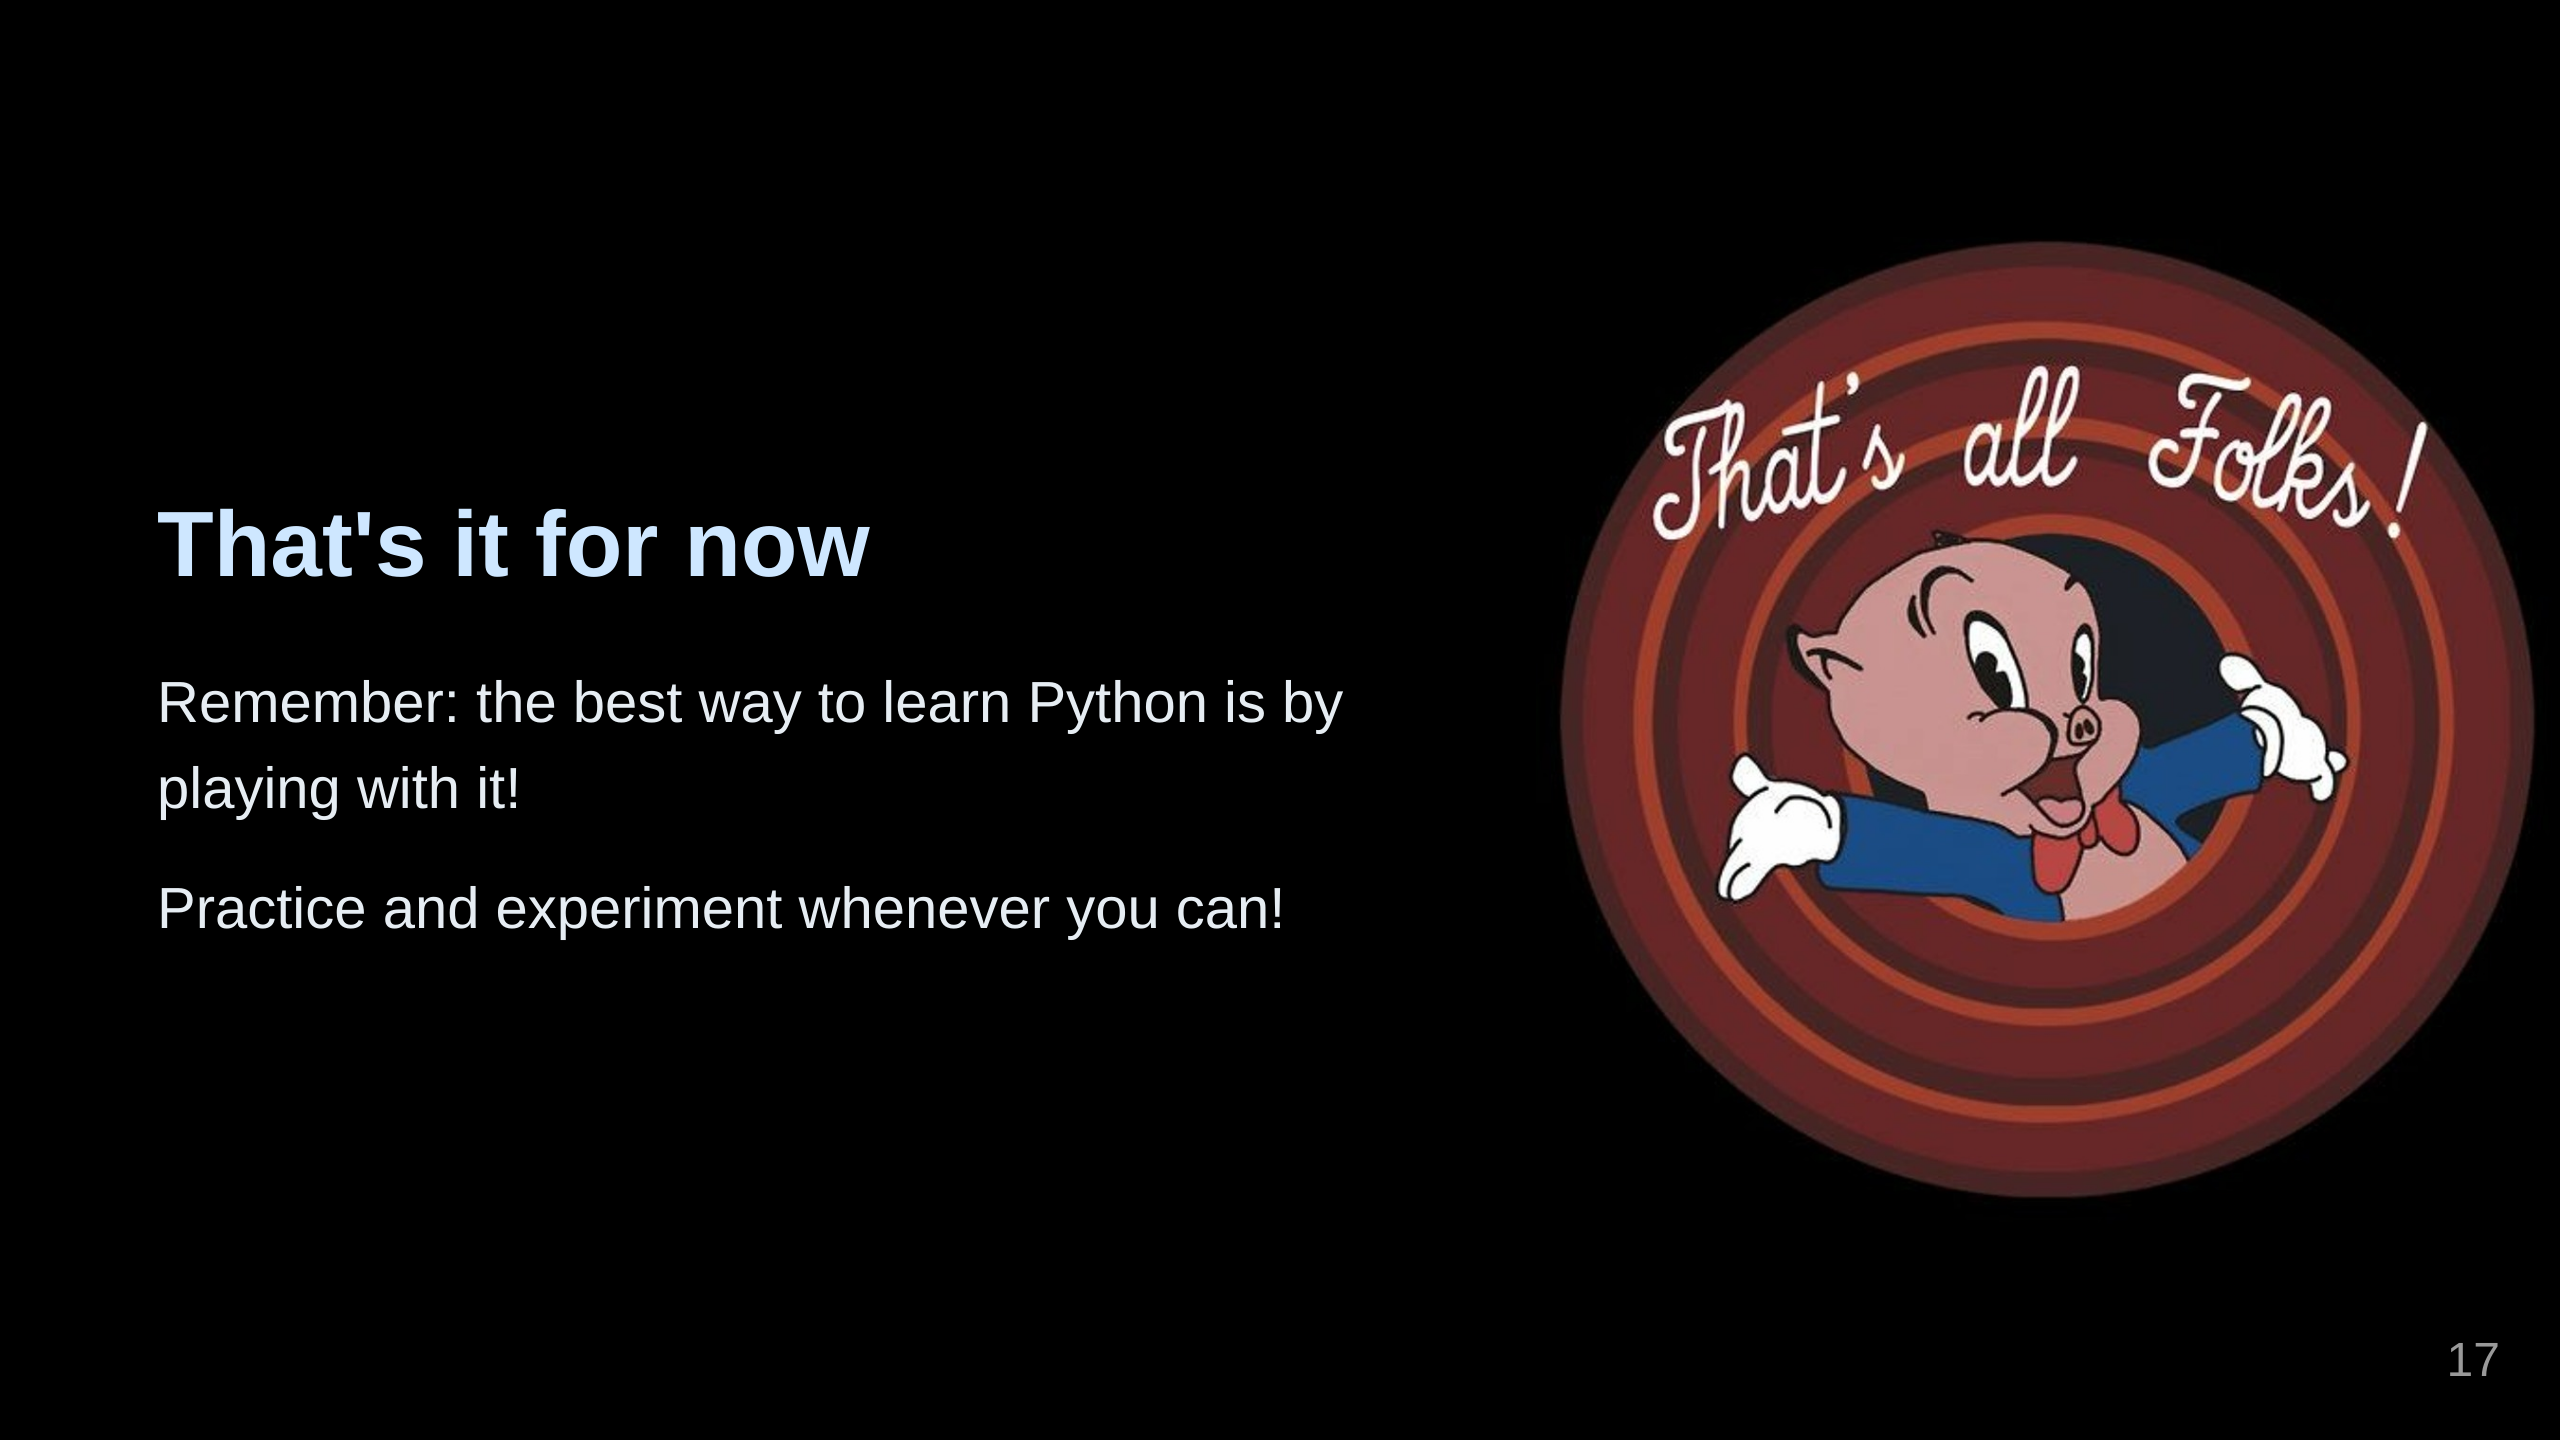 That's it for now
Remember: the best way to learn Python is by
playing with it!
Practice and experiment whenever you can!
That's all Folks!
17